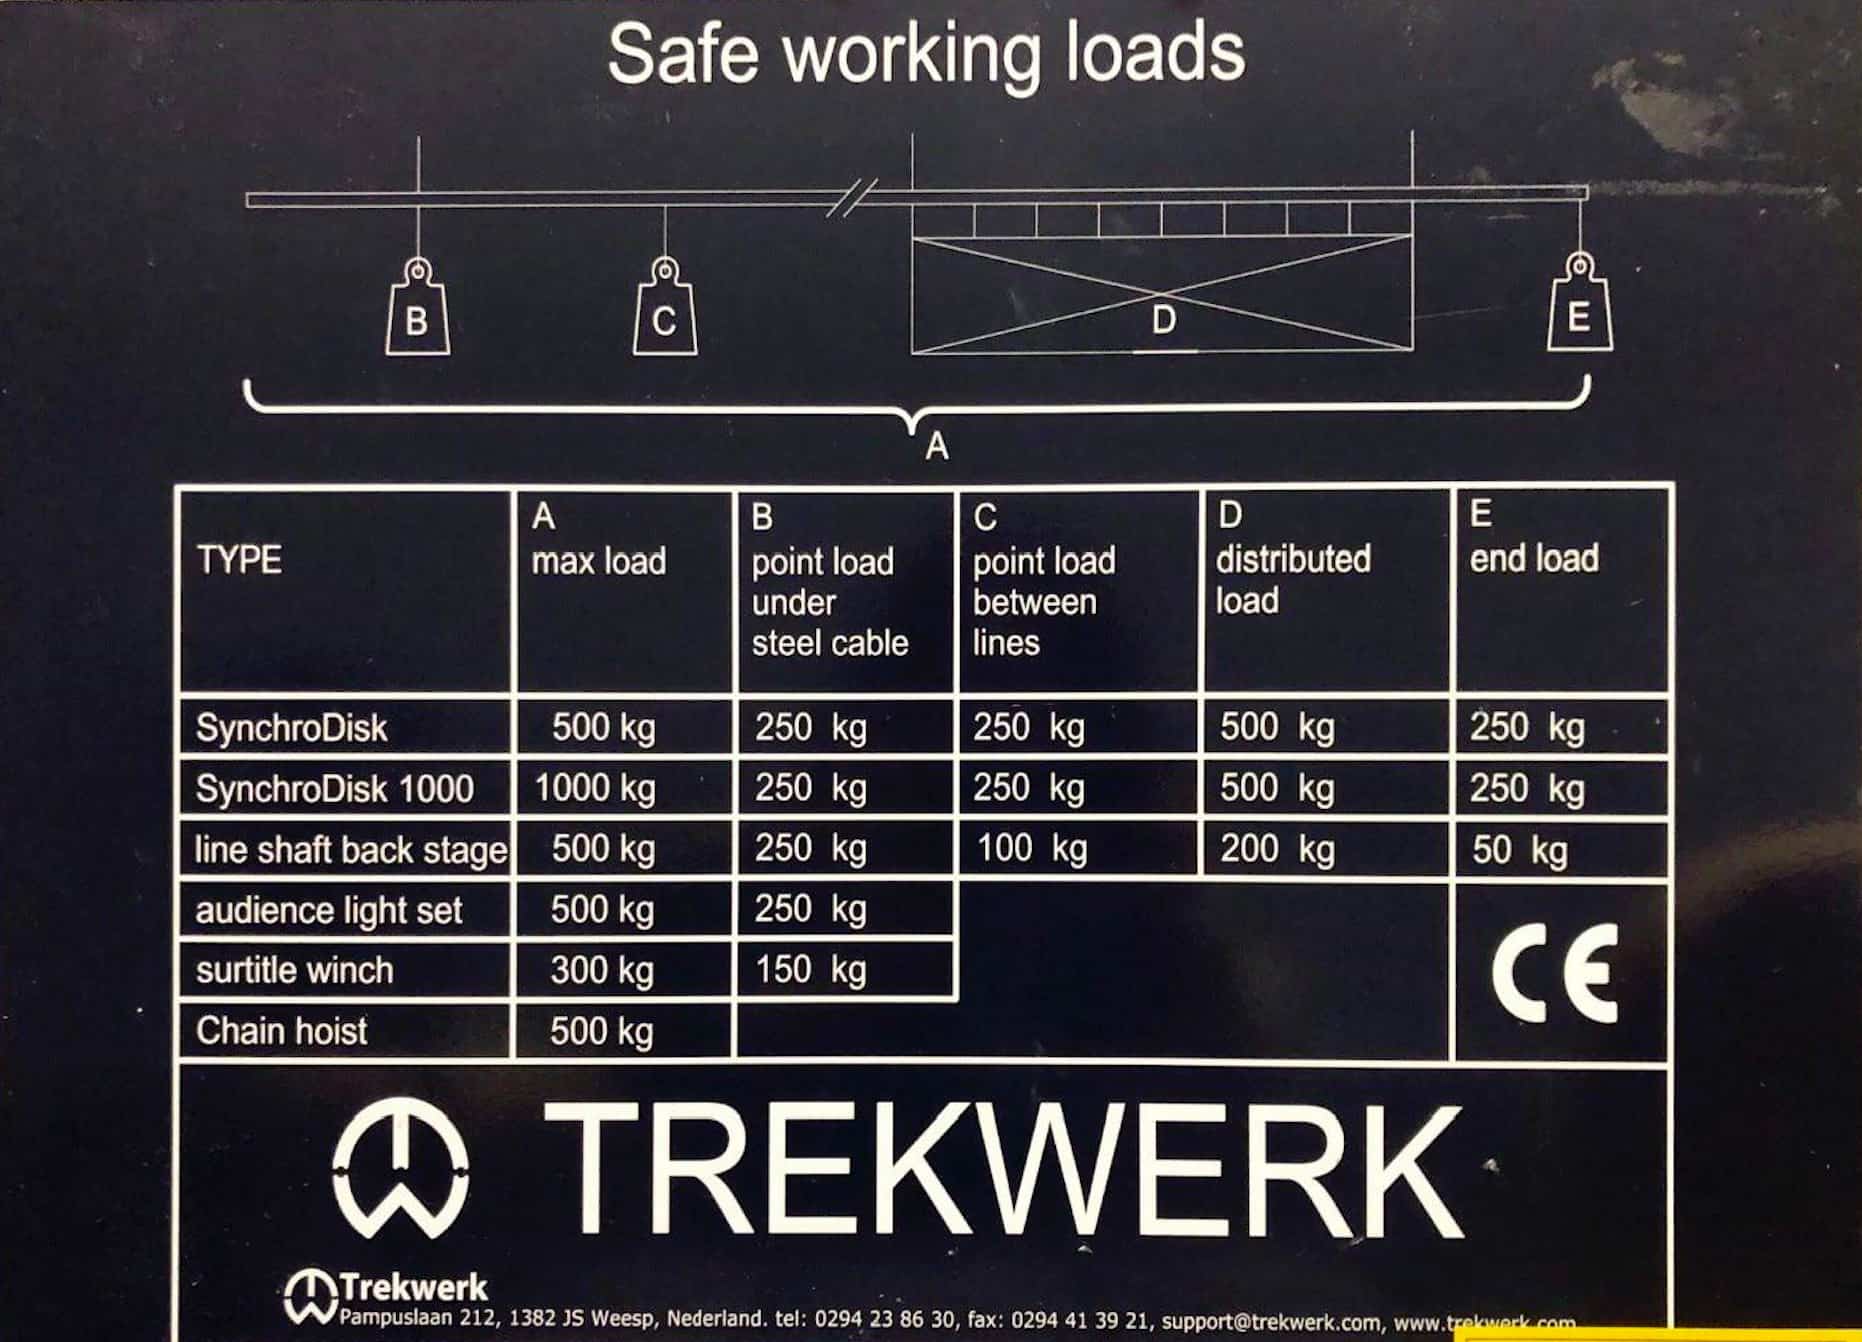 Safe working loads
B
C
D
E
A
TYPE
A
max load
B
point load
under
steel cable
C
point load
between
lines
D
distributed
load
E
end load
SynchroDisk 500 kg 250 kg 250 kg 500 kg 250 kg
SynchroDisk 1000 1000 kg 250 kg 250 kg 500 kg 250 kg
line shaft back stage 500 kg 250 kg 100 kg 200 kg 50 kg
audience light set 500 kg 250 kg
surtitle winch 300 kg 150 kg
Chain hoist 500 kg
CE
TREKWERK
Trekwerk
Pampuslaan 212, 1382 JS Weesp, Nederland. tel: 0294 23 86 30, fax: 0294 41 39 21, support@trekwerk.com, www.trekwerk.com